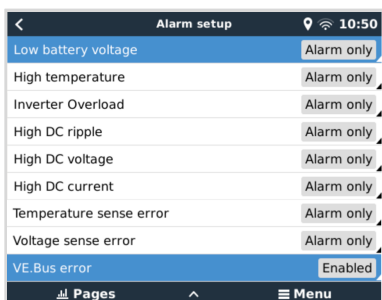 Alarm setup 10:50
Low battery voltage Alarm only
High temperature Alarm only
Inverter Overload Alarm only
High DC ripple Alarm only
High DC voltage Alarm only
High DC current Alarm only
Temperature sense error Alarm only
Voltage sense error Alarm only
VE.Bus error Enabled
Pages Menu